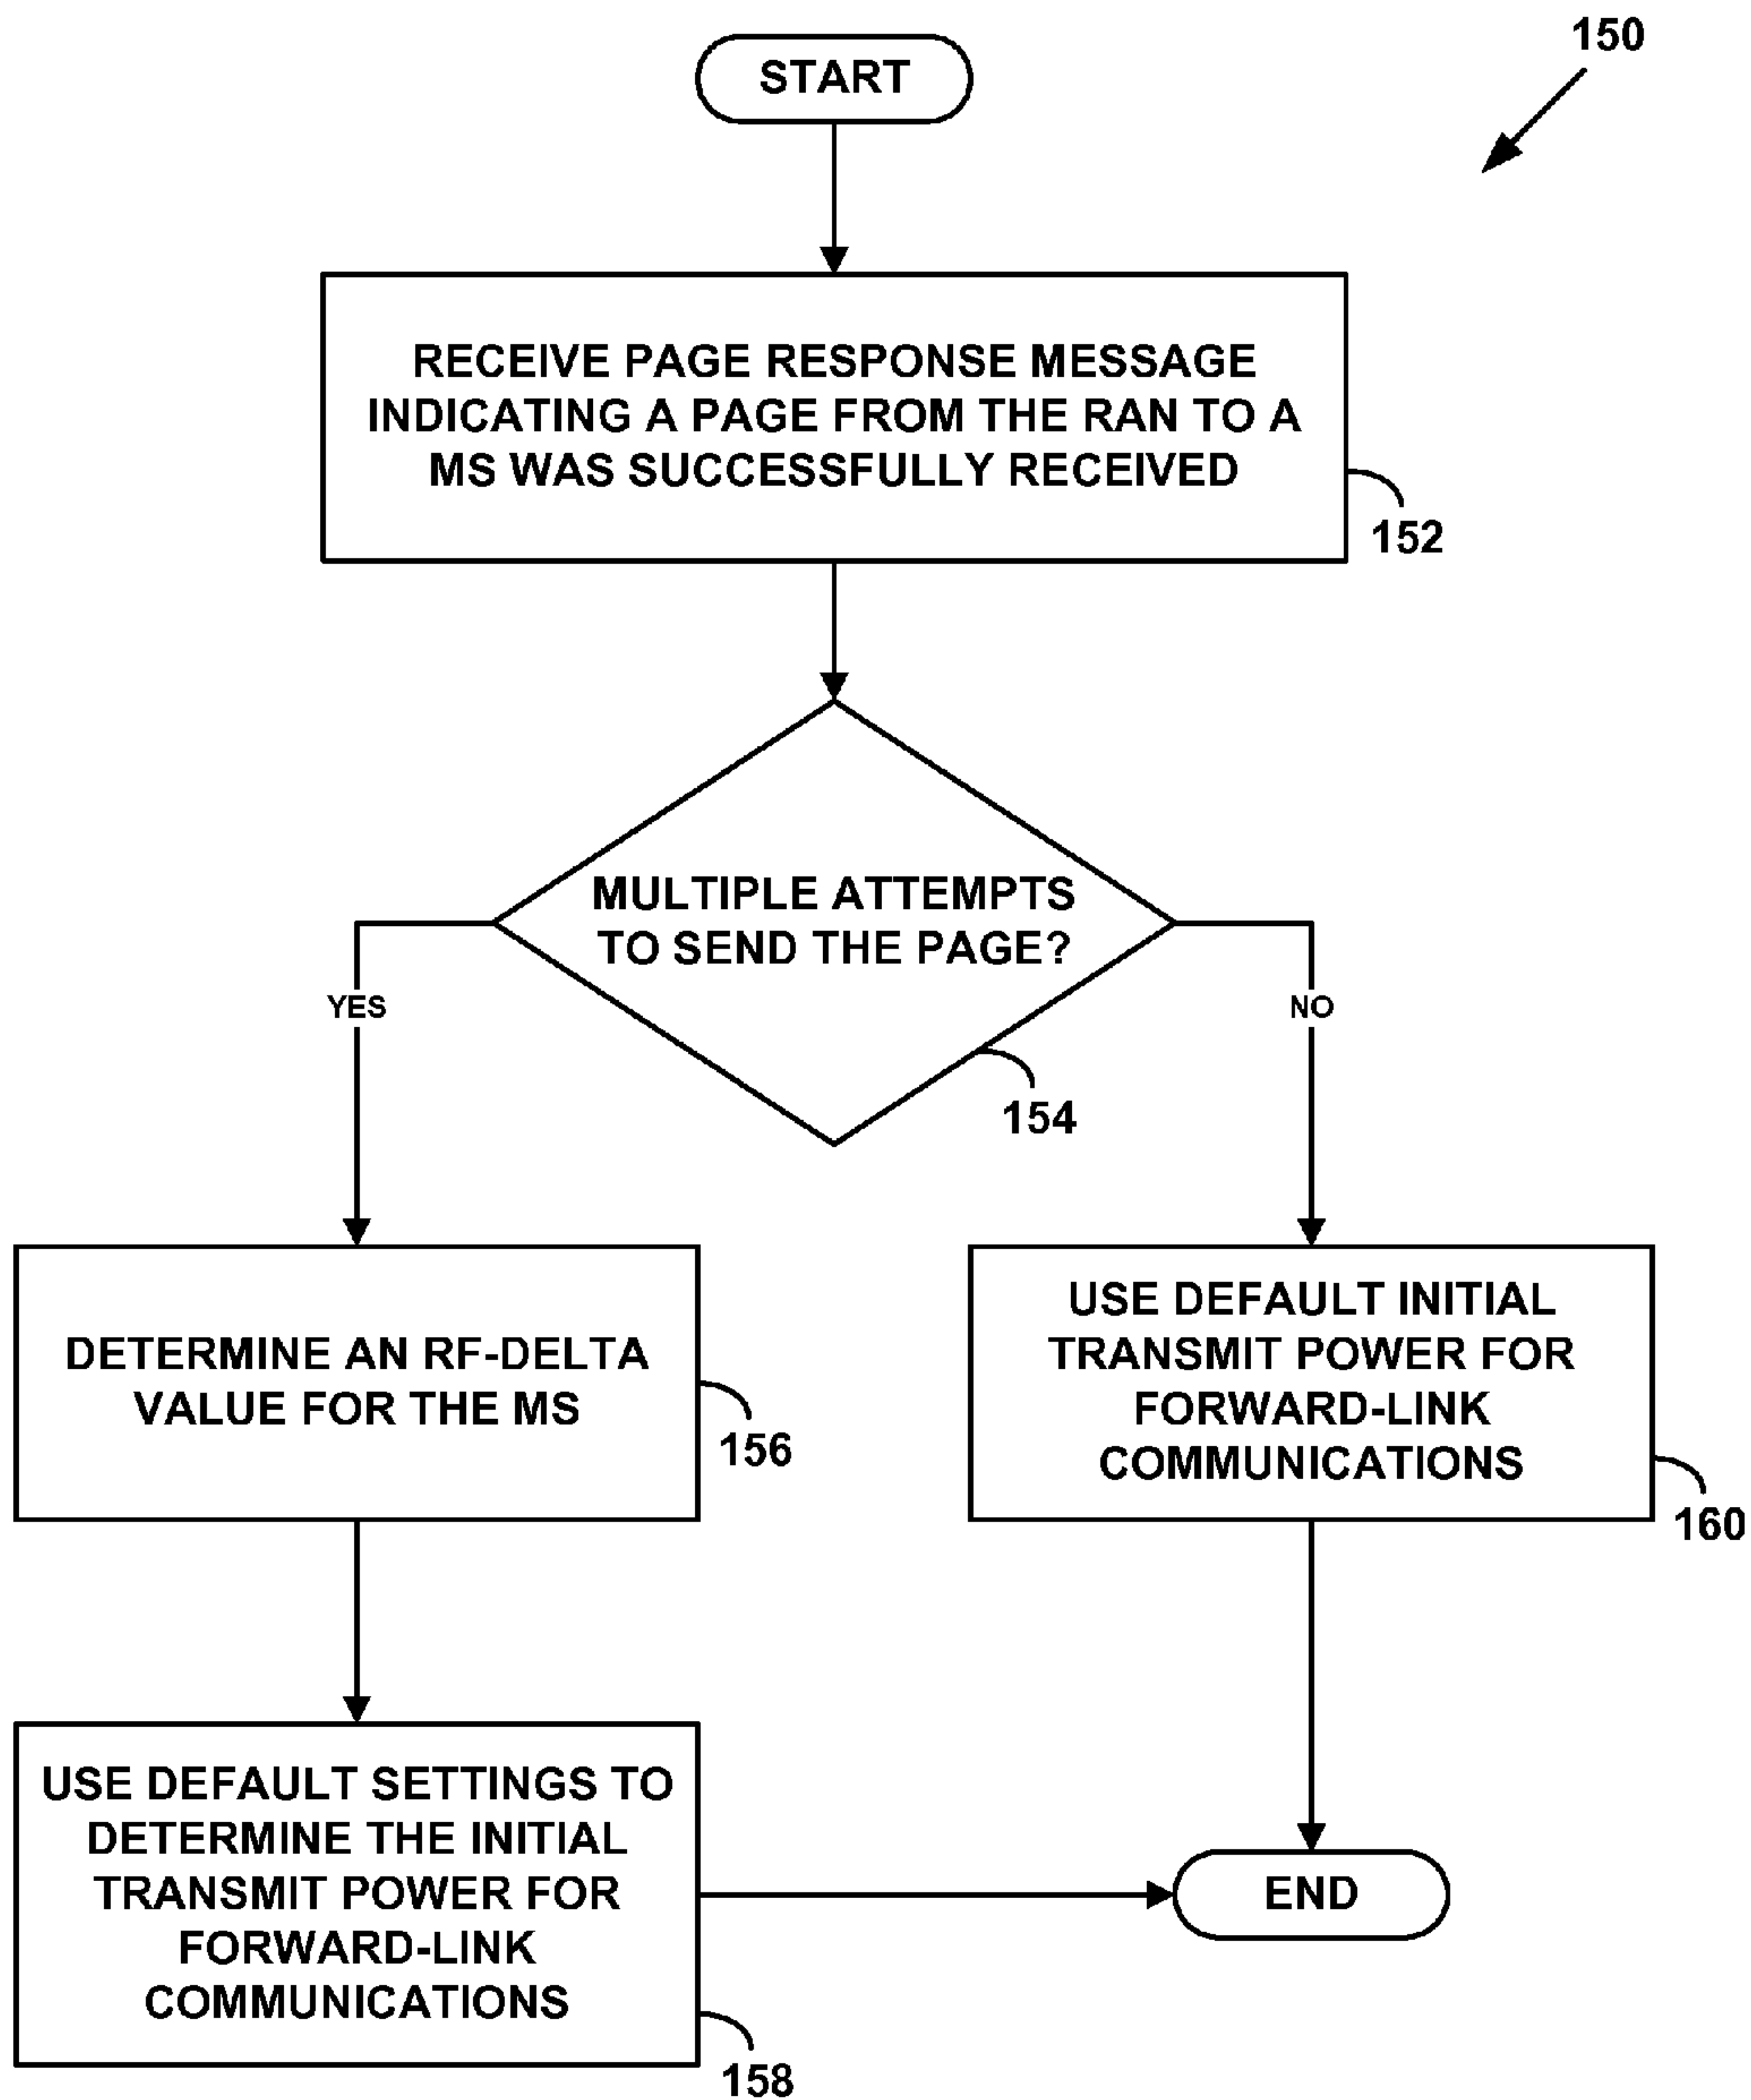 150
START
RECEIVE PAGE RESPONSE MESSAGE
INDICATING A PAGE FROM THE RAN TO A
MS WAS SUCCESSFULLY RECEIVED
152
MULTIPLE ATTEMPTS
TO SEND THE PAGE?
YES
NO
154
DETERMINE AN RF-DELTA
VALUE FOR THE MS
156
USE DEFAULT INITIAL
TRANSMIT POWER FOR
FORWARD-LINK
COMMUNICATIONS
160
USE DEFAULT SETTINGS TO
DETERMINE THE INITIAL
TRANSMIT POWER FOR
FORWARD-LINK
COMMUNICATIONS
158
END